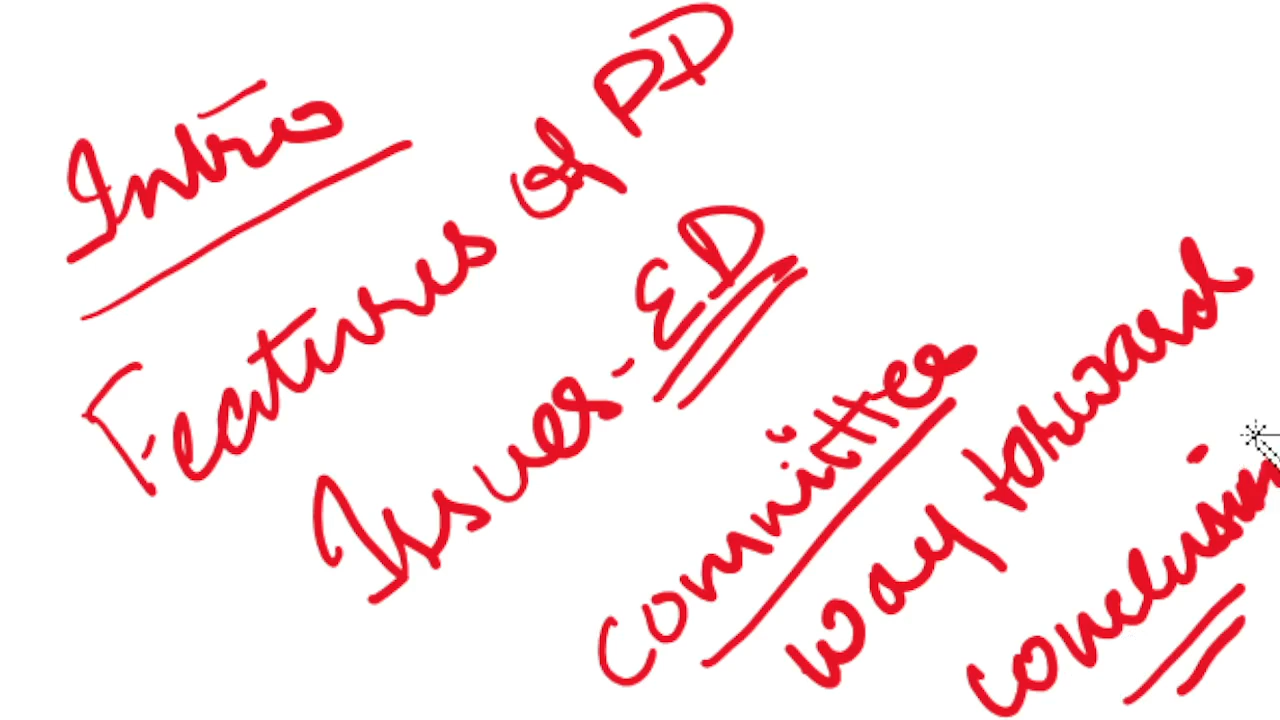 Intro
Features of PD
Issues - ED
committee
way forward
conclusion